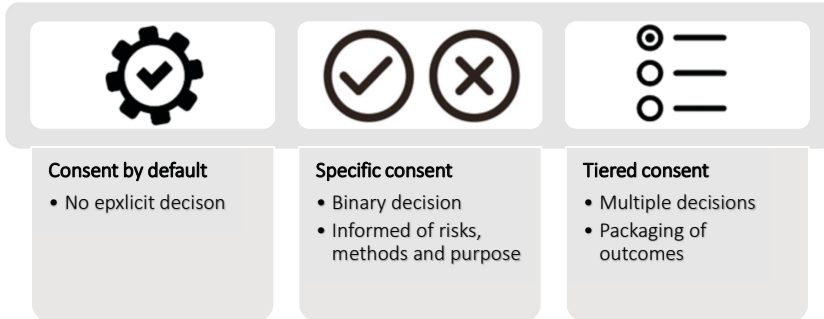 Consent by default
• No epxlicit decison
Specific consent
• Binary decision
• Informed of risks,
methods and purpose
Tiered consent
• Multiple decisions
• Packaging of
outcomes